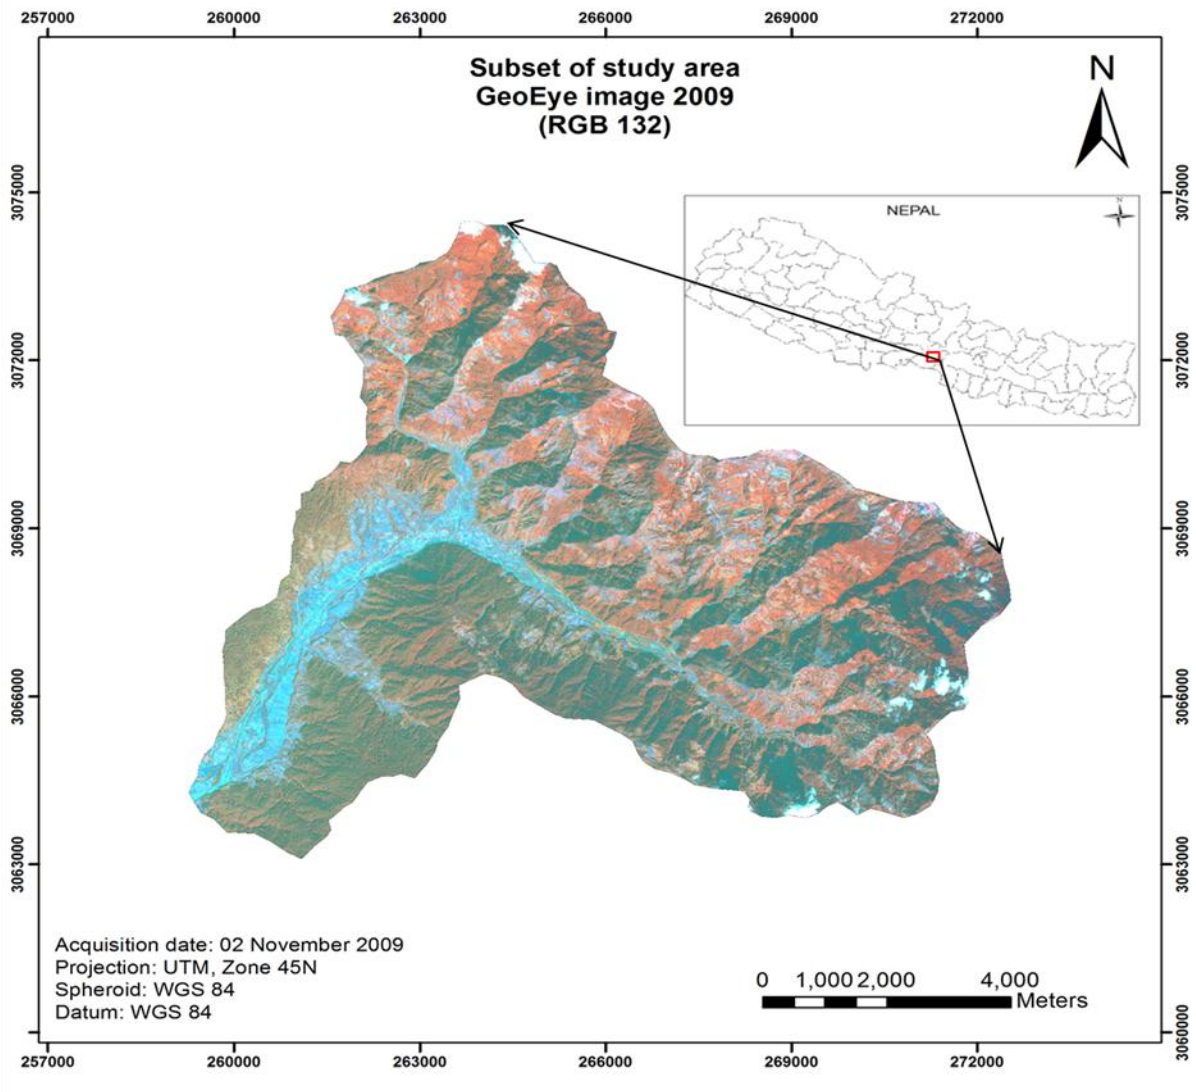 257000 260000 263000 266000 269000 272000
Subset of study area
GeoEye image 2009
(RGB 132)
N
3075000 3075000
NEPAL
N
3072000 3072000
3069000 3069000
3066000 3066000
3063000 3063000
Acquisition date: 02 November 2009
Projection: UTM, Zone 45N
Spheroid: WGS 84
Datum: WGS 84
0 1,000 2,000 4,000
Meters
3060000
257000 260000 263000 266000 269000 272000